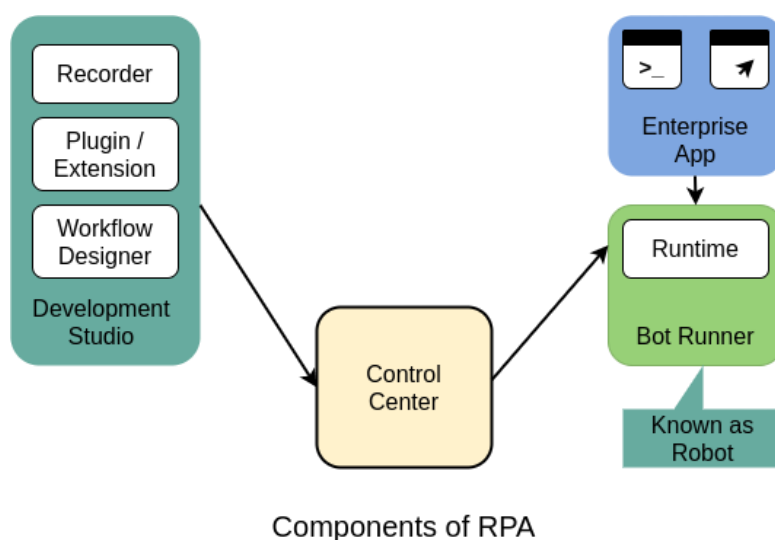 Recorder
Plugin /
Extension
Workflow
Designer
Development
Studio
Control
Center
>_
Enterprise
App
Runtime
Bot Runner
Known as
Robot
Components of RPA